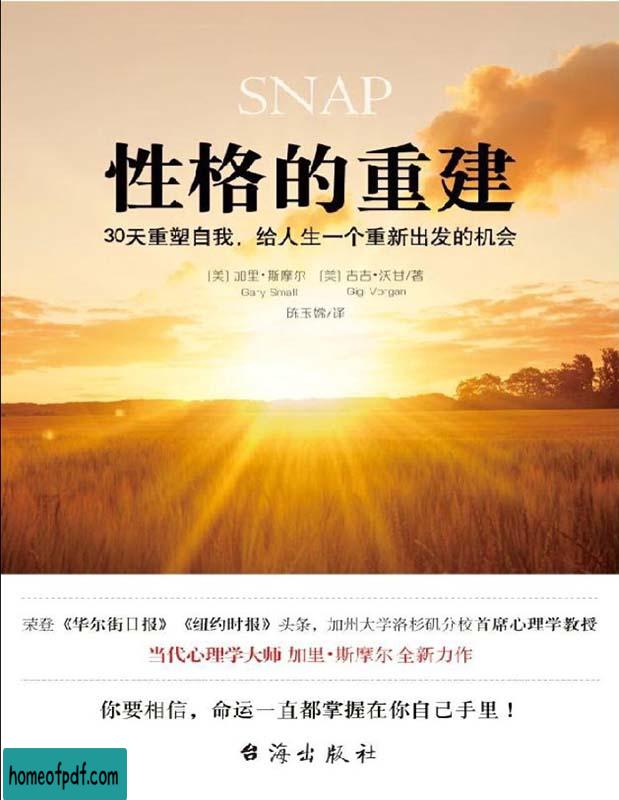 SNAP
性格的重建
30天重塑自我,给人生一个重新出发的机会
[美]加里·斯摩尔 [美]吉吉·沃甘/著
Gary Small Gigi Vorgan
陈玉嫦/译
荣登《华尔街日报》《纽约时报》头条,加州大学洛杉矶分校首席心理学教授
当代心理学大师 加里·斯摩尔 全新力作
你要相信,命运一直都掌握在你自己手里!
台海出版社
homeofpdf.com